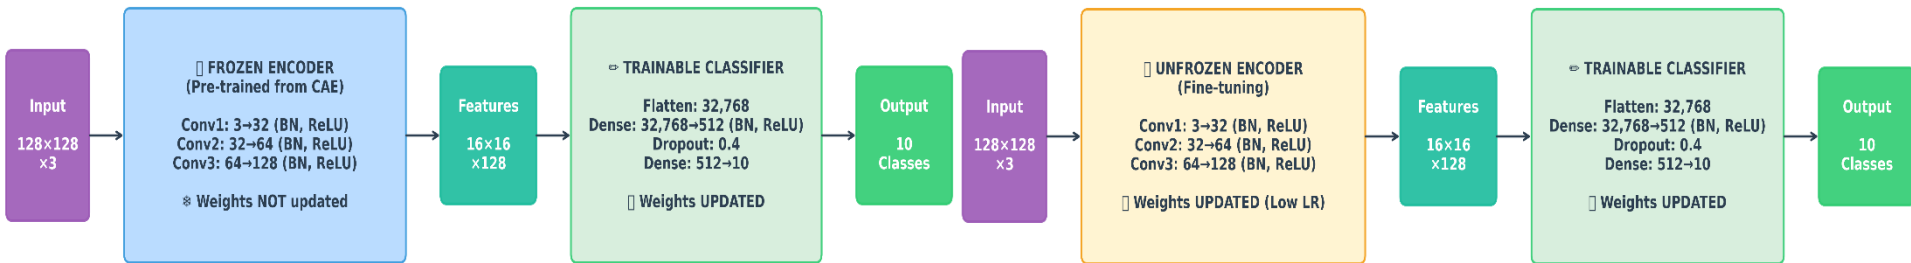 Input
128×128
×3
▯ FROZEN ENCODER
(Pre-trained from CAE)
Conv1: 3→32 (BN, ReLU)
Conv2: 32→64 (BN, ReLU)
Conv3: 64→128 (BN, ReLU)
❄ Weights NOT updated
Features
16×16
×128
✏ TRAINABLE CLASSIFIER
Flatten: 32,768
Dense: 32,768→512 (BN, ReLU)
Dropout: 0.4
Dense: 512→10
▯ Weights UPDATED
Output
10
Classes
Input
128×128
×3
▯ UNFROZEN ENCODER
(Fine-tuning)
Conv1: 3→32 (BN, ReLU)
Conv2: 32→64 (BN, ReLU)
Conv3: 64→128 (BN, ReLU)
▯ Weights UPDATED (Low LR)
Features
16×16
×128
✏ TRAINABLE CLASSIFIER
Flatten: 32,768
Dense: 32,768→512 (BN, ReLU)
Dropout: 0.4
Dense: 512→10
▯ Weights UPDATED
Output
10
Classes